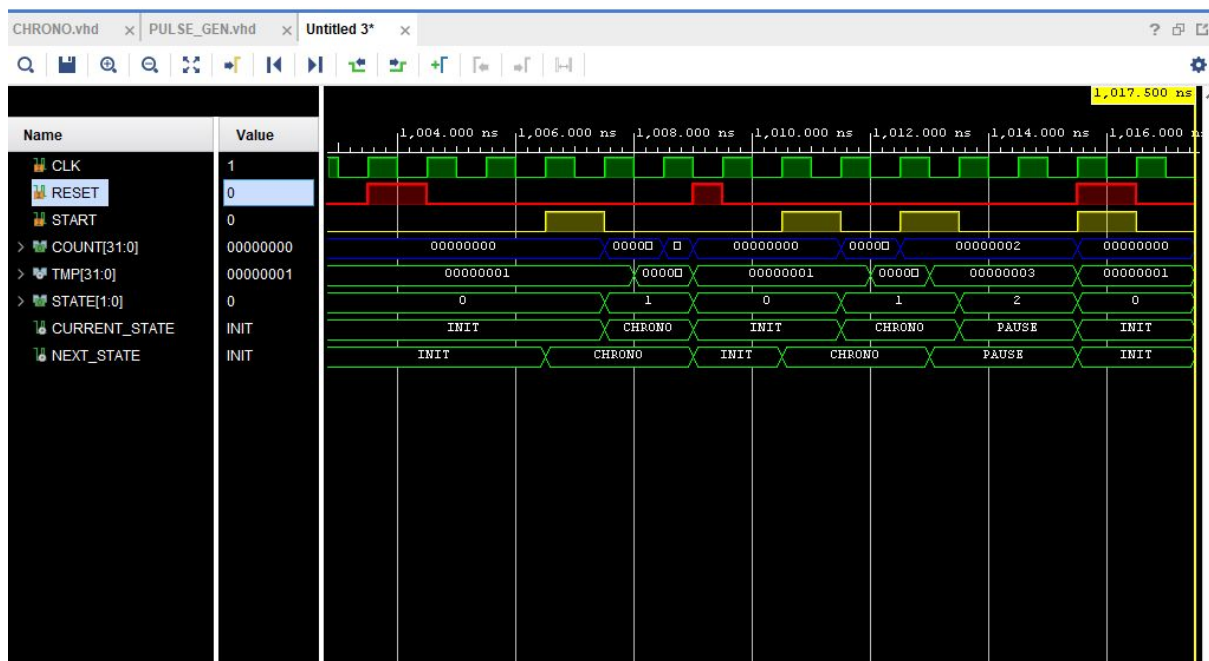 CHRONO.vhd × PULSE_GEN.vhd × Untitled 3* × ?
1,017.500 ns
Name Value 1,004.000 ns 1,006.000 ns 1,008.000 ns 1,010.000 ns 1,012.000 ns 1,014.000 ns 1,016.000
CLK 1
RESET 0
START 0
COUNT[31:0] 00000000 00000000 00000 00000000 00000 00000002 00000000
TMP[31:0] 00000001 00000001 0000 00000001 00000 00000003 00000001
STATE[1:0] 0 0 1 0 1 2 0
CURRENT_STATE INIT INIT CHRONO INIT CHRONO PAUSE INIT
NEXT_STATE INIT INIT CHRONO INIT CHRONO PAUSE INIT